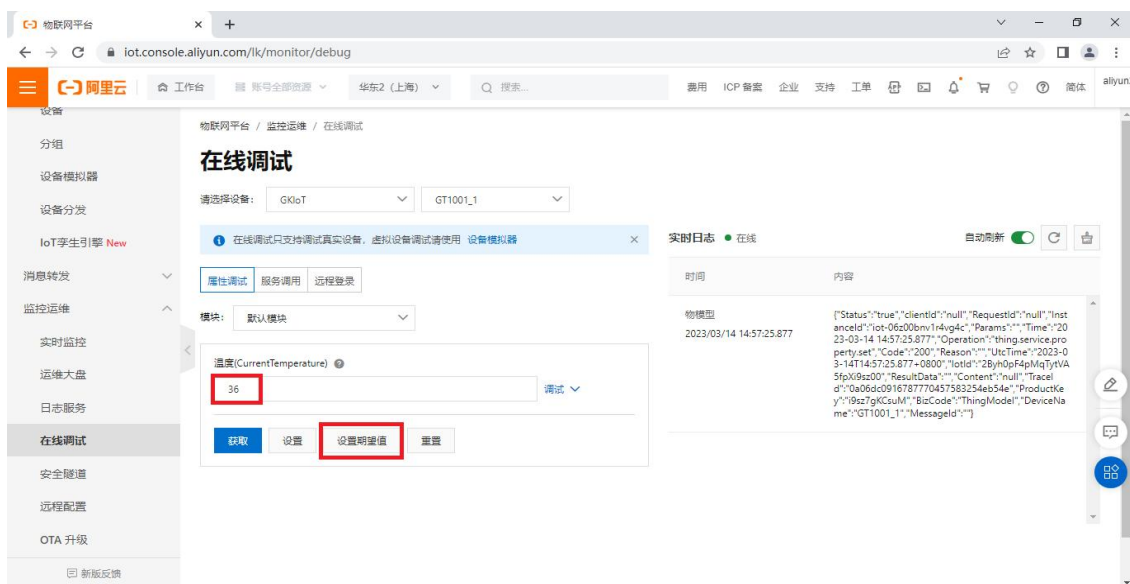 物联网平台
iot.console.aliyun.com/lk/monitor/debug
阿里云 工作台 账号全部资源 华东2 (上海) 搜索... 费用 ICP 备案 企业 支持 工单 简体 aliyun
设备
分组
设备模拟器
设备分发
IoT孪生引擎 New
消息转发
监控运维
实时监控
运维大盘
日志服务
在线调试
安全隧道
远程配置
OTA 升级
新版反馈
物联网平台 / 监控运维 / 在线调试
在线调试
请选择设备: GKIoT GT1001_1
在线调试只支持调试真实设备, 虚拟设备调试请使用 设备模拟器
属性调试 服务调用 远程登录
模块: 默认模块
温度(CurrentTemperature)
36 调试
获取 设置 设置期望值 重置
实时日志 在线 自动刷新
时间 内容
物模型
2023/03/14 14:57:25.877
{"Status":"true","clientId":"null","RequestId":"null","Inst
anceId":"iot-06z00bnv1r4vg4c","Params":"","Time":"20
23-03-14 14:57:25.877","Operation":"thing.service.pro
perty.set","Code":"200","Reason":"","UtcTime":"2023-0
3-14T14:57:25.877+0800","IotId":"2Byh0pF4pMqTytVA
5fpXi9sz00","ResultData":"","Content":"null","TraceI
d":"0a06dc0916787770457583254eb54e","ProductKe
y":"i9sz7gKCsuM","BizCode":"ThingModel","DeviceNa
me":"GT1001_1","MessageId":""}